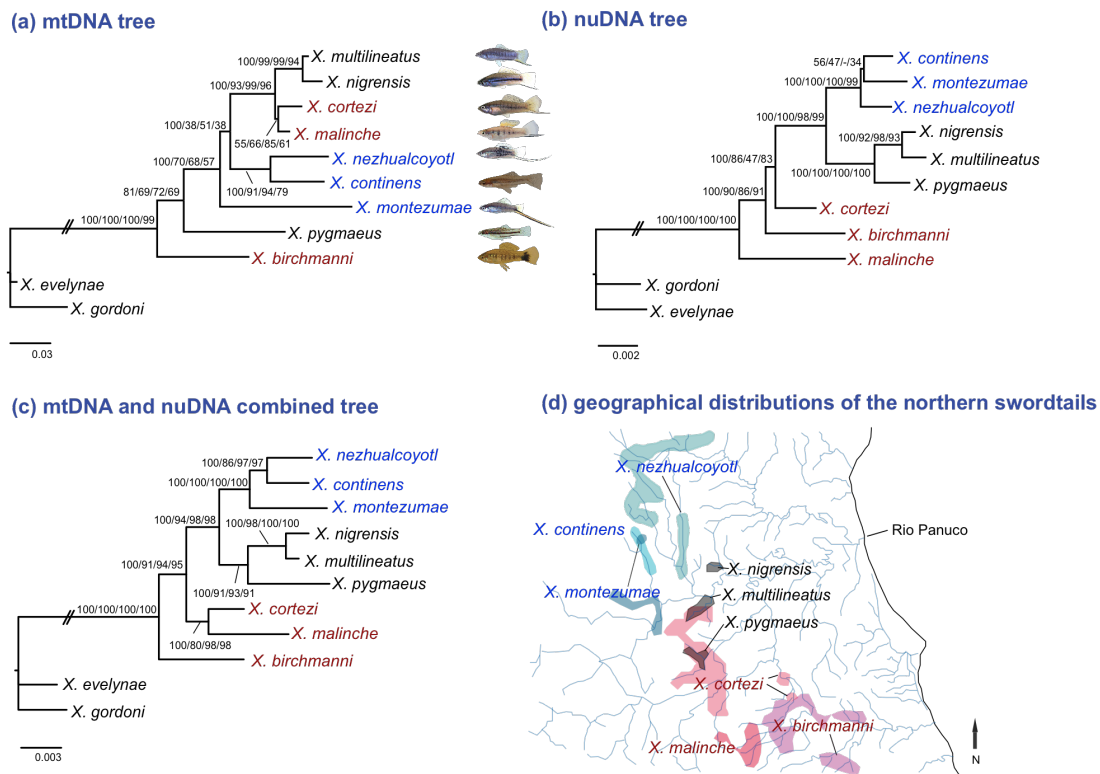 (a) mtDNA tree
100/99/99/94
X. multilineatus
X. nigrensis
100/93/99/96
X. cortezi
X. malinche
55/66/85/61
100/38/51/38
X. nezhualcoyotl
X. continens
100/91/94/79
100/70/68/57
X. montezumae
81/69/72/69
X. pygmaeus
100/100/100/99
X. birchmanni
X. evelynae
X. gordoni
0.03
(b) nuDNA tree
56/47/-/34
X. continens
X. montezumae
100/100/100/99
X. nezhualcoyotl
100/100/98/99
100/92/98/93
X. nigrensis
X. multilineatus
100/100/100/100
X. pygmaeus
100/86/47/83
X. cortezi
100/90/86/91
X. birchmanni
100/100/100/100
X. malinche
X. gordoni
X. evelynae
0.002
(c) mtDNA and nuDNA combined tree
100/86/97/97
X. nezhualcoyotl
X. continens
100/100/100/100
X. montezumae
100/94/98/98
100/98/100/100
X. nigrensis
X. multilineatus
X. pygmaeus
100/91/93/91
100/91/94/95
X. cortezi
X. malinche
100/80/98/98
100/100/100/100
X. birchmanni
X. evelynae
X. gordoni
0.003
(d) geographical distributions of the northern swordtails
X. nezhualcoyotl
X. continens
Rio Panuco
X. nigrensis
X. montezumae
X. multilineatus
X. pygmaeus
X. cortezi
X. birchmanni
X. malinche
N